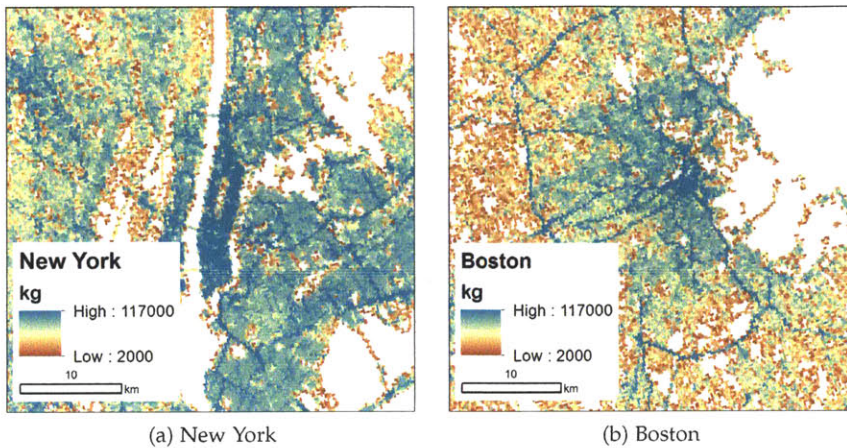 New York
kg
High : 117000
Low : 2000
10
km
(a) New York
Boston
kg
High : 117000
Low : 2000
10
km
(b) Boston